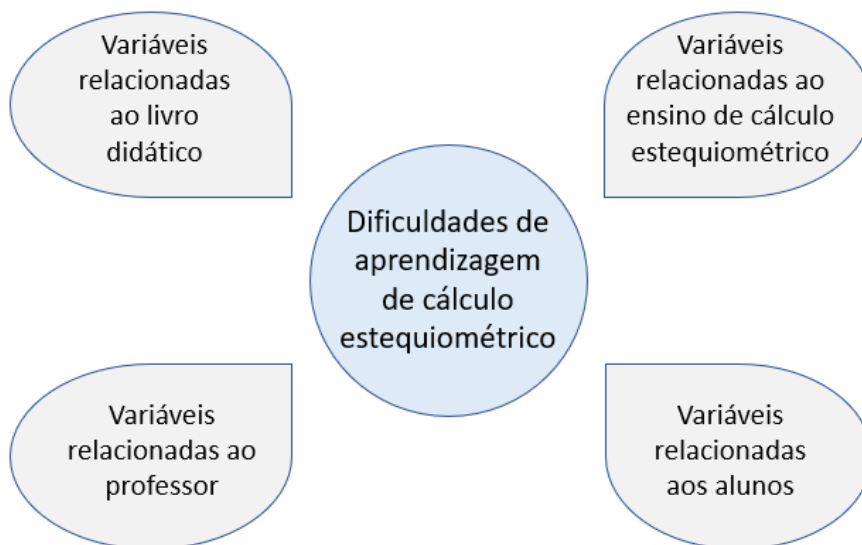 Variáveis
relacionadas
ao livro
didático
Variáveis
relacionadas ao
ensino de cálculo
estequiométrico
Dificuldades de
aprendizagem
de cálculo
estequiométrico
Variáveis
relacionadas ao
professor
Variáveis
relacionadas
aos alunos